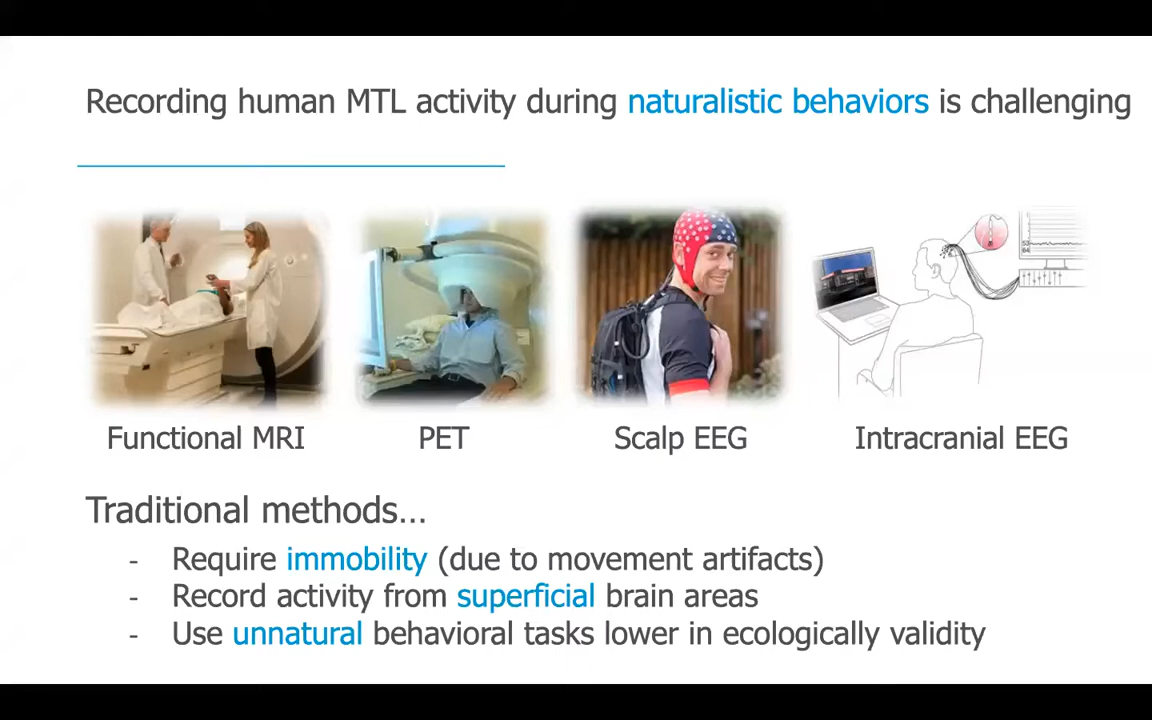 Recording human MTL activity during naturalistic behaviors is challenging
Functional MRI
PET
Scalp EEG
Intracranial EEG
Traditional methods...
- Require immobility (due to movement artifacts)
- Record activity from superficial brain areas
- Use unnatural behavioral tasks lower in ecologically validity